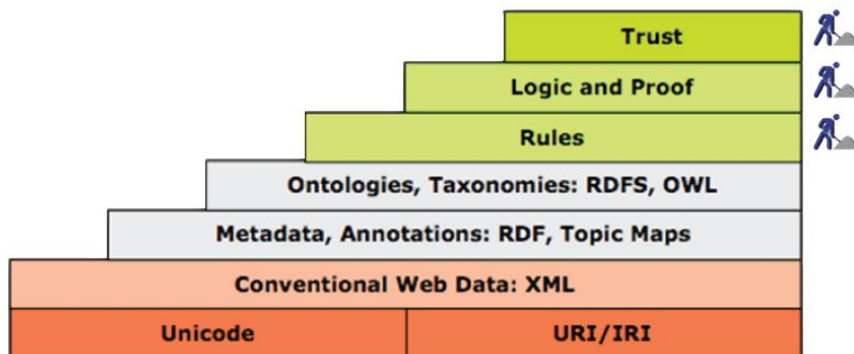 Trust
Logic and Proof
Rules
Ontologies, Taxonomies: RDFS, OWL
Metadata, Annotations: RDF, Topic Maps
Conventional Web Data: XML
Unicode
URI/IRI